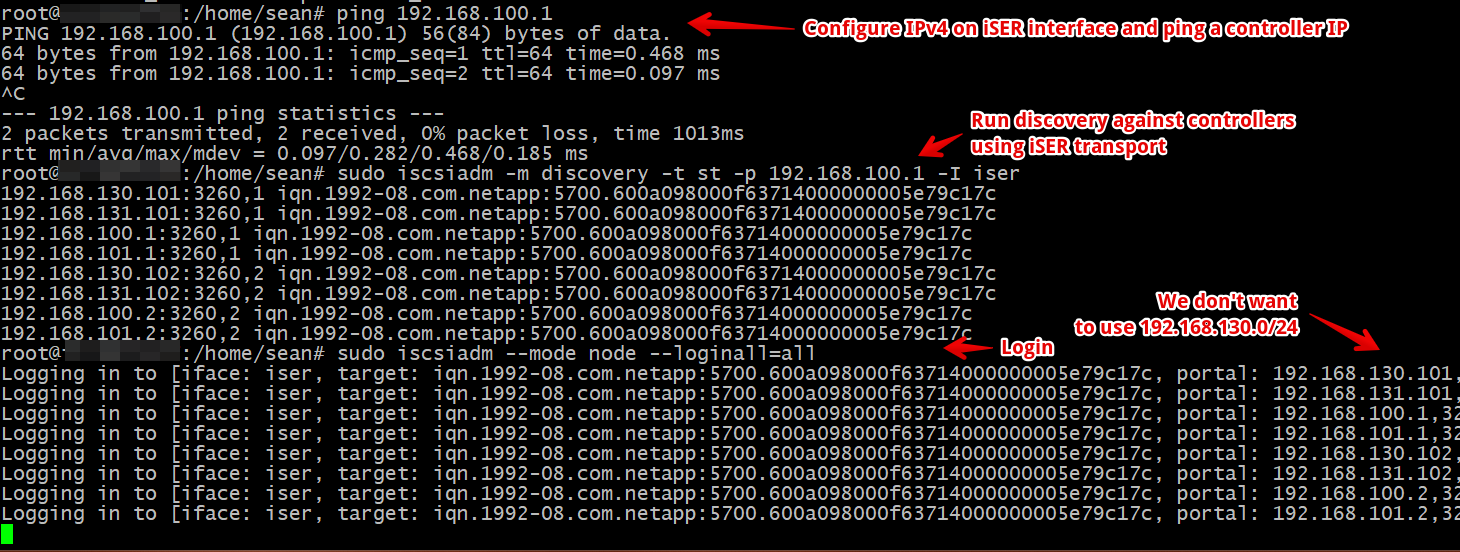 root@ :/home/sean# ping 192.168.100.1
PING 192.168.100.1 (192.168.100.1) 56(84) bytes of data.
Configure IPv4 on iSER interface and ping a controller IP
64 bytes from 192.168.100.1: icmp_seq=1 ttl=64 time=0.468 ms
64 bytes from 192.168.100.1: icmp_seq=2 ttl=64 time=0.097 ms
^C
--- 192.168.100.1 ping statistics ---
2 packets transmitted, 2 received, 0% packet loss, time 1013ms
rtt min/avg/max/mdev = 0.097/0.282/0.468/0.185 ms
Run discovery against controllers
using iSER transport
root@ :/home/sean# sudo iscsiadm -m discovery -t st -p 192.168.100.1 -I iser
192.168.130.101:3260,1 iqn.1992-08.com.netapp:5700.600a098000f63714000000005e79c17c
192.168.131.101:3260,1 iqn.1992-08.com.netapp:5700.600a098000f63714000000005e79c17c
192.168.100.1:3260,1 iqn.1992-08.com.netapp:5700.600a098000f63714000000005e79c17c
192.168.101.1:3260,1 iqn.1992-08.com.netapp:5700.600a098000f63714000000005e79c17c
192.168.130.102:3260,2 iqn.1992-08.com.netapp:5700.600a098000f63714000000005e79c17c
192.168.131.102:3260,2 iqn.1992-08.com.netapp:5700.600a098000f63714000000005e79c17c
192.168.100.2:3260,2 iqn.1992-08.com.netapp:5700.600a098000f63714000000005e79c17c
192.168.101.2:3260,2 iqn.1992-08.com.netapp:5700.600a098000f63714000000005e79c17c
We don't want
to use 192.168.130.0/24
root@ :/home/sean# sudo iscsiadm --mode node --loginall=all
Login
Logging in to [iface: iser, target: iqn.1992-08.com.netapp:5700.600a098000f63714000000005e79c17c, portal: 192.168.130.101,
Logging in to [iface: iser, target: iqn.1992-08.com.netapp:5700.600a098000f63714000000005e79c17c, portal: 192.168.131.101,
Logging in to [iface: iser, target: iqn.1992-08.com.netapp:5700.600a098000f63714000000005e79c17c, portal: 192.168.100.1,32
Logging in to [iface: iser, target: iqn.1992-08.com.netapp:5700.600a098000f63714000000005e79c17c, portal: 192.168.101.1,32
Logging in to [iface: iser, target: iqn.1992-08.com.netapp:5700.600a098000f63714000000005e79c17c, portal: 192.168.130.102,
Logging in to [iface: iser, target: iqn.1992-08.com.netapp:5700.600a098000f63714000000005e79c17c, portal: 192.168.131.102,
Logging in to [iface: iser, target: iqn.1992-08.com.netapp:5700.600a098000f63714000000005e79c17c, portal: 192.168.100.2,32
Logging in to [iface: iser, target: iqn.1992-08.com.netapp:5700.600a098000f63714000000005e79c17c, portal: 192.168.101.2,32